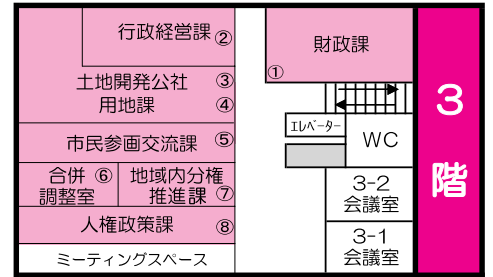 行政経営課②
土地開発公社③
用地課④
市民参画交流課⑤
合併⑥
調整室
地域内分権
推進課⑦
人権政策課⑧
ミーティングスペース
財政課
①
エレベーター
WC
3-2
会議室
3-1
会議室
3
階